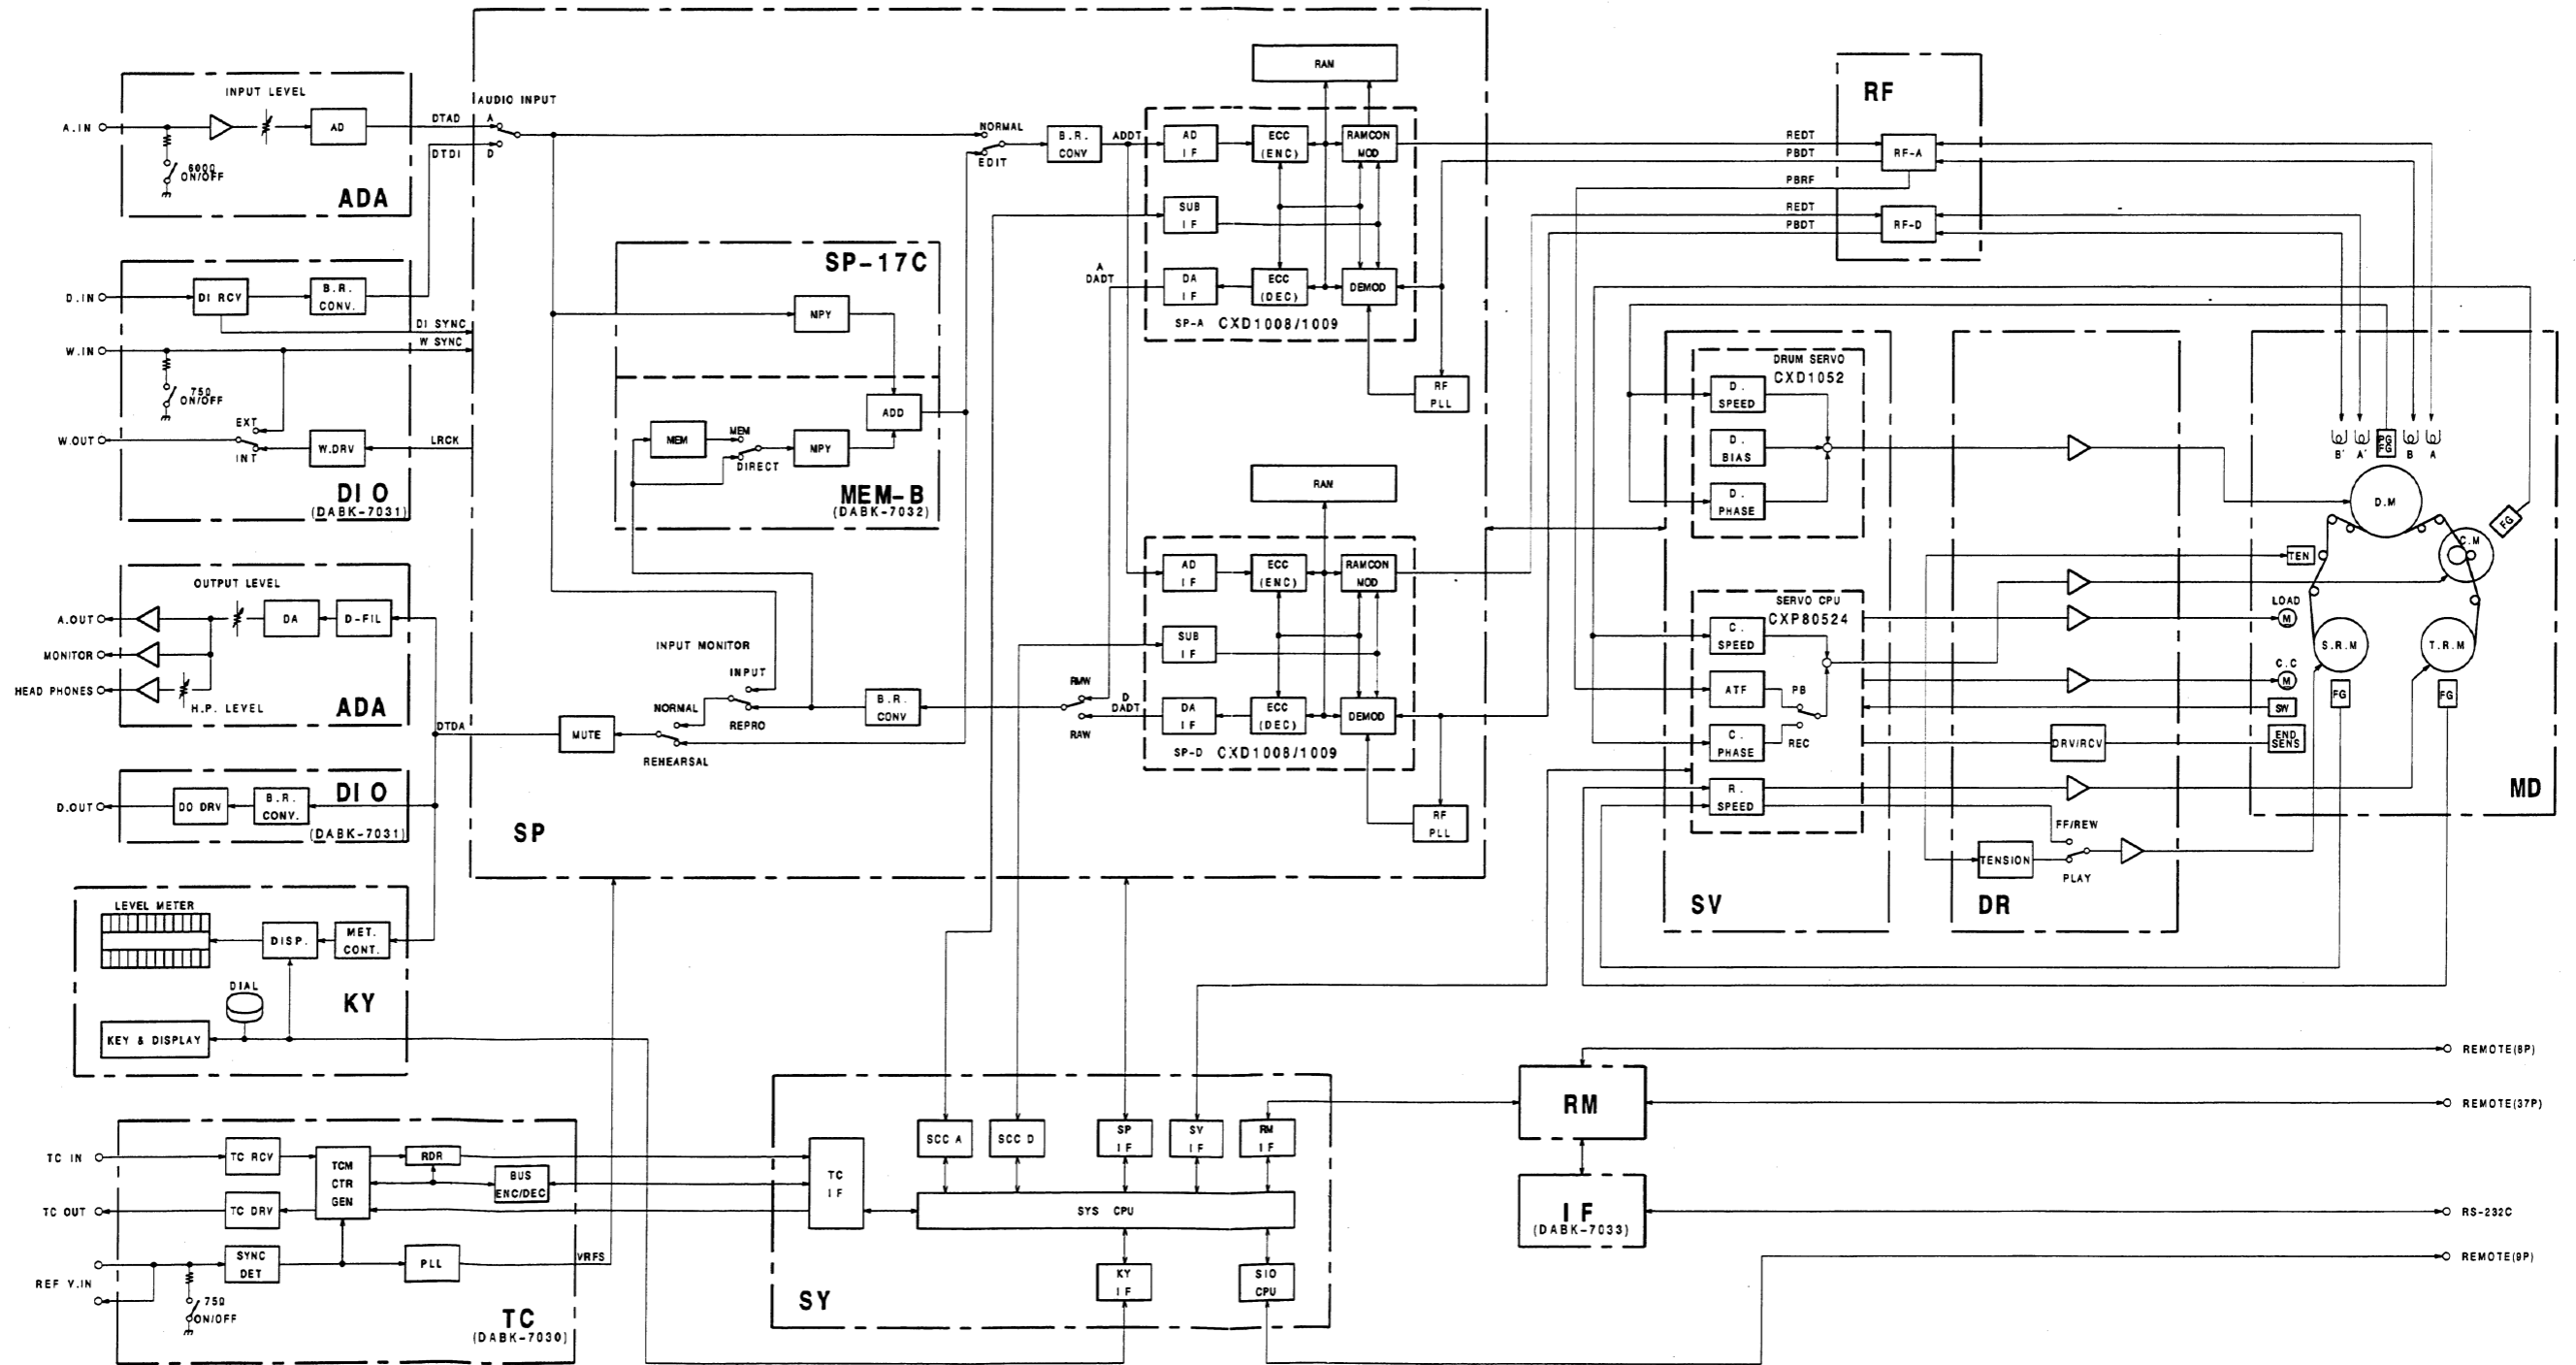 INPUT LEVEL
A.IN
AD
600Ω
ON/OFF
ADA
DTAD
DTDI
AUDIO INPUT
A
D
D.IN
DI RCV
B.R.
CONV.
DI SYNC
W SYNC
W.IN
75Ω
ON/OFF
EXT
W.OUT
INT
W.DRV
LRCK
DIO
(DABK-7031)
OUTPUT LEVEL
A.OUT
DA
D-FIL
MONITOR
HEAD PHONES
H.P. LEVEL
ADA
DTDA
D.OUT
DO DRV
B.R.
CONV.
DIO
(DABK-7031)
LEVEL METER
DISP.
MET.
CONT.
DIAL
KEY & DISPLAY
KY
TC IN
TC RCV
TCM
CTR
GEN
RDR
BUS
ENC/DEC
TC OUT
TC DRV
REF V.IN
SYNC
DET
PLL
VRFS
75Ω
ON/OFF
TC
(DABK-7030)
SP
SP-17C
MPY
ADD
MEM
MEM
DIRECT
MPY
MEM-B
(DABK-7032)
NORMAL
EDIT
B.R.
CONV
ADDT
INPUT MONITOR
INPUT
NORMAL
REPRO
REHEARSAL
MUTE
B.R.
CONV
RMW
RAW
A
DADT
D
DADT
RAM
AD
IF
ECC
(ENC)
RAMCON
MOD
SUB
IF
DA
IF
ECC
(DEC)
DEMOD
SP-A CXD1008/1009
RF
PLL
RAM
AD
IF
ECC
(ENC)
RAMCON
MOD
SUB
IF
DA
IF
ECC
(DEC)
DEMOD
SP-D CXD1008/1009
RF
PLL
RF
REDT
PBDT
PBRF
REDT
PBDT
RF-A
RF-D
DRUM SERVO
CXD1052
D.
SPEED
D.
BIAS
D.
PHASE
SERVO CPU
CXP80524
C.
SPEED
ATF
PB
C.
PHASE
REC
R.
SPEED
SV
DRV/RCV
FF/REW
TENSION
PLAY
DR
B'
A'
PG
FG
B
A
D.M
FG
C.M
TEN
LOAD
M
S.R.M
T.R.M
C.C
M
FG
FG
SW
END
SENS
MD
SCC A
SCC D
SP
IF
SV
IF
RM
IF
TC
IF
SYS CPU
KY
IF
SIO
CPU
SY
RM
IF
(DABK-7033)
REMOTE(8P)
REMOTE(37P)
RS-232C
REMOTE(9P)